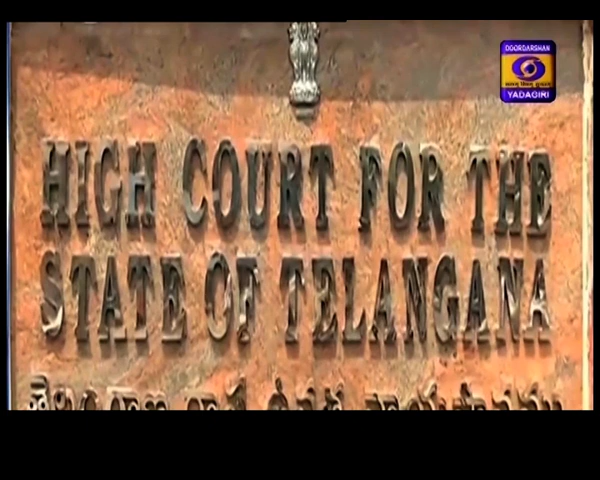 DOORDARSHAN
YADAGIRI
HIGH COURT FOR THE
STATE OF TELANGANA